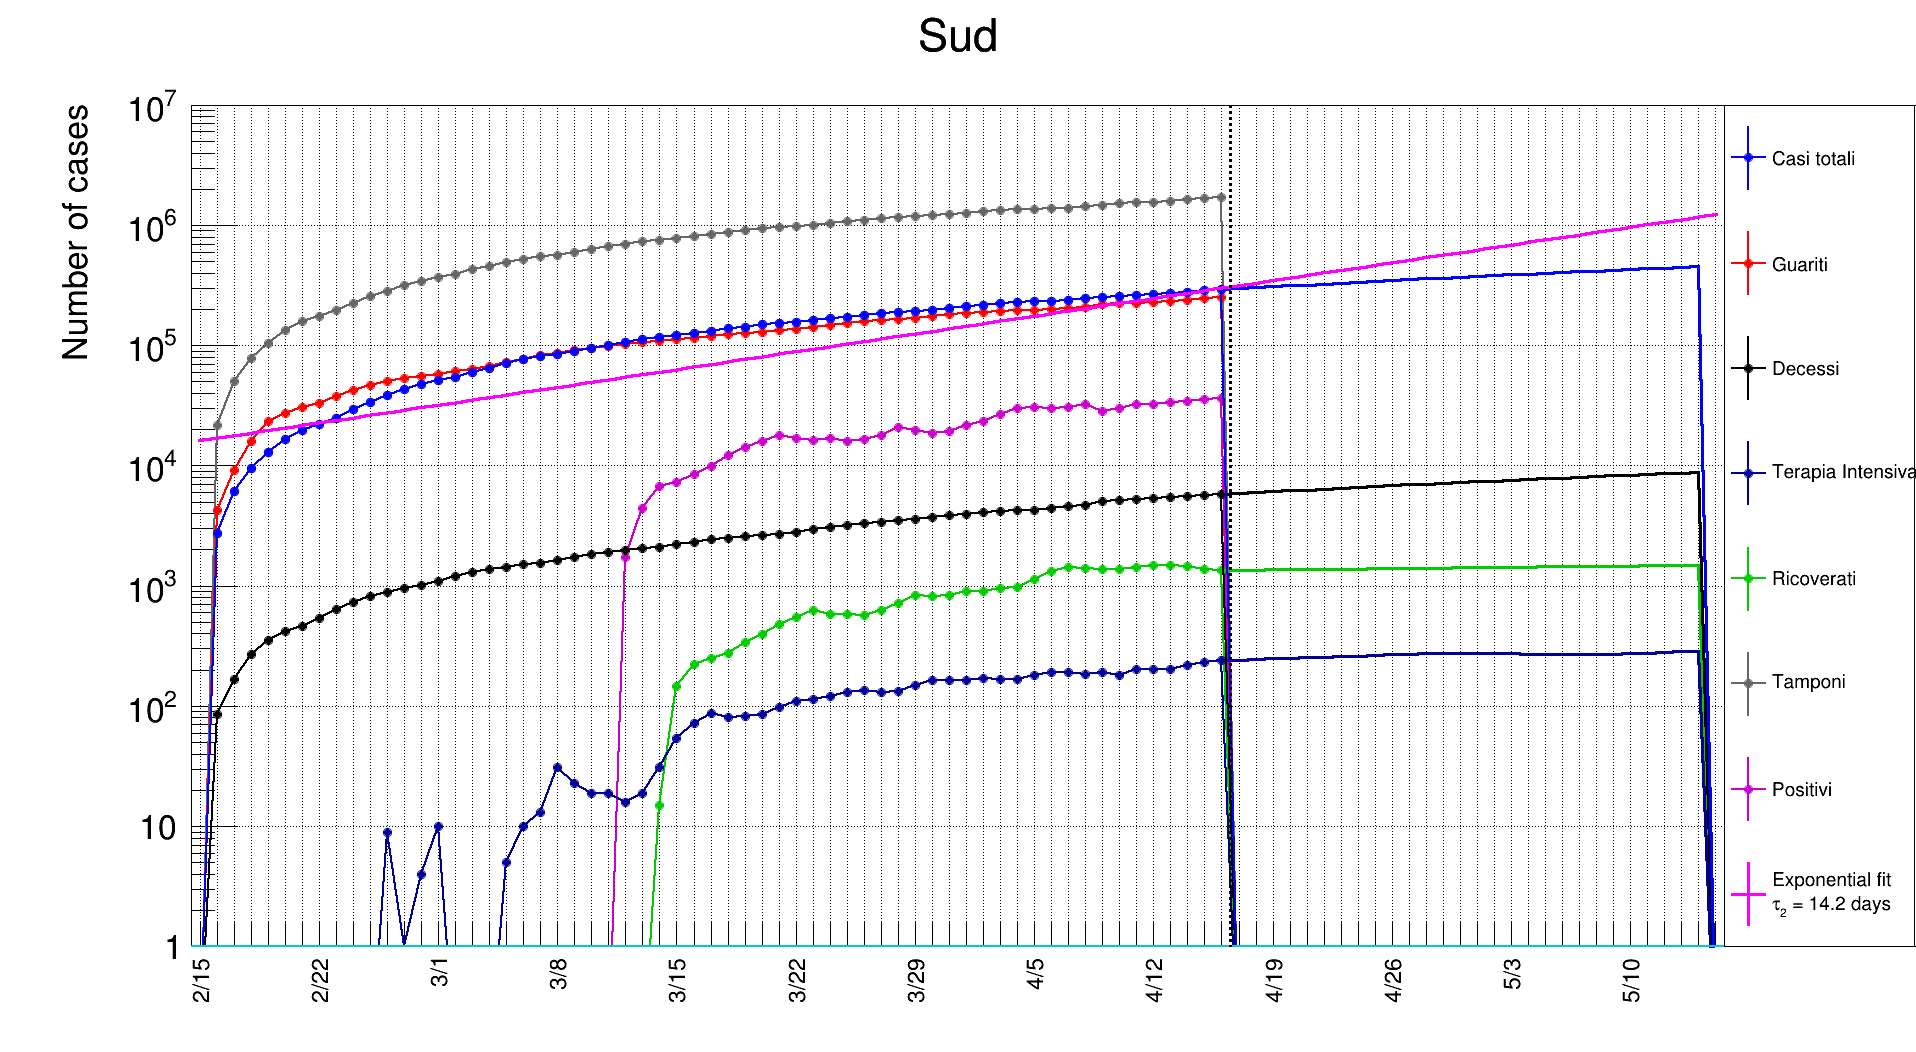 Sud
Number of cases
10^7
10^6
10^5
10^4
10^3
10^2
10
1
2/15
2/22
3/1
3/8
3/15
3/22
3/29
4/5
4/12
4/19
4/26
5/3
5/10
Casi totali
Guariti
Decessi
Terapia Intensiva
Ricoverati
Tamponi
Positivi
Exponential fit
τ₂ = 14.2 days